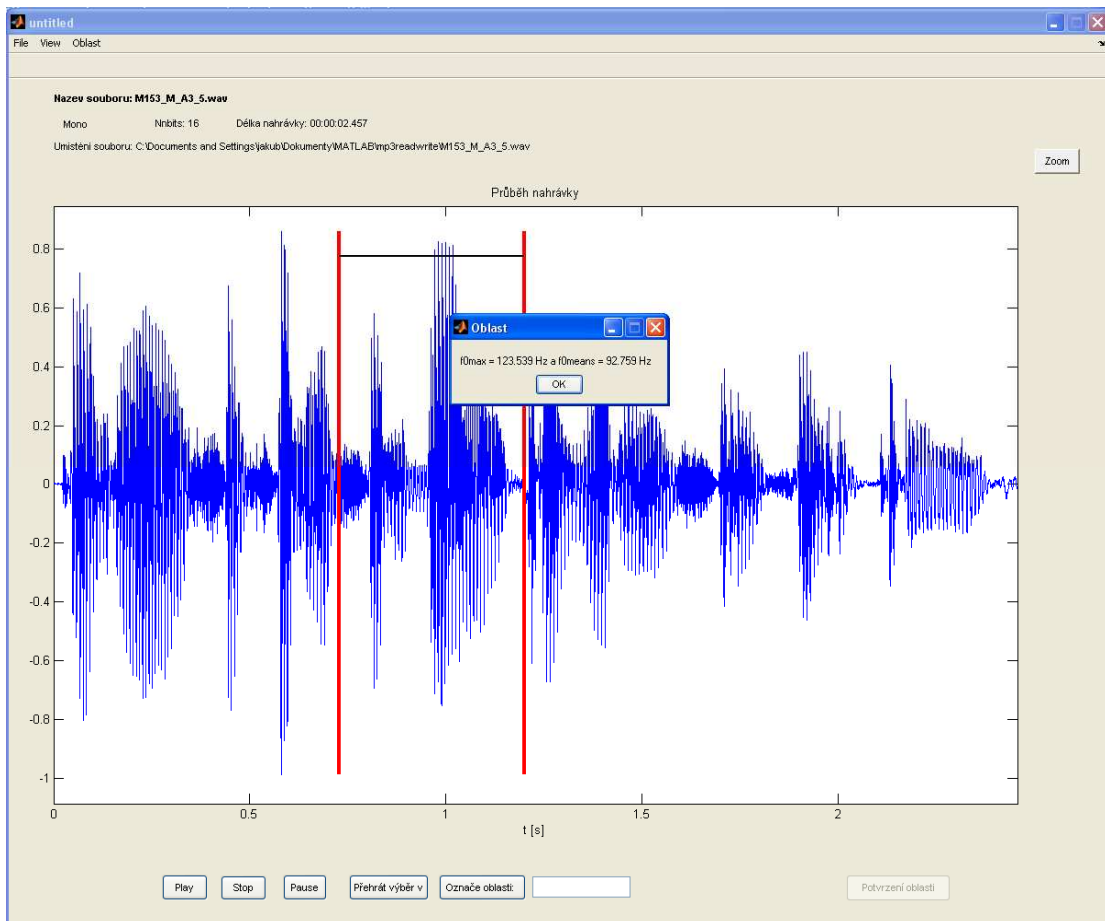 untitled
File View Oblast
Nazev souboru: M153_M_A3_5.wav
Mono Nnbits: 16 Délka nahrávky: 00:00:02.457
Umísténi souboru: C:\Documents and Settings\jakub\Dokumenty\MATLAB\mp3readwrite\M153_M_A3_5.wav
Zoom
Průběh nahrávky
0.8
0.6
0.4
0.2
0
-0.2
-0.4
-0.6
-0.8
-1
Oblast
f0max = 123.539 Hz a f0means = 92.759 Hz
OK
0 0.5 1 1.5 2
t [s]
Play Stop Pause Přehrát výběr v Označe oblasti: Potvrzení oblasti